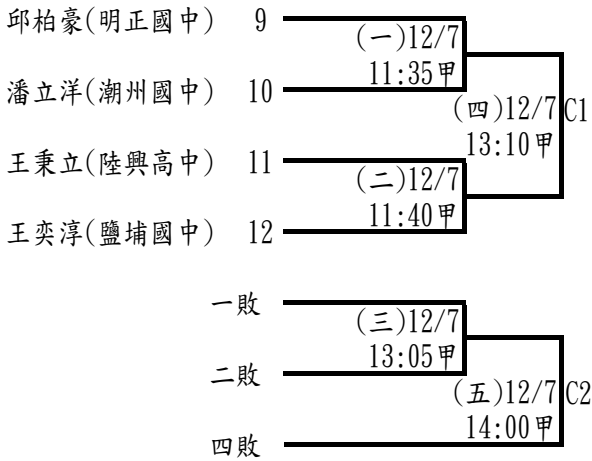 邱柏豪(明正國中) 9
(一)12/7
11:35甲
潘立洋(潮州國中) 10
(四)12/7 C1
13:10甲
王秉立(陸興高中) 11
(二)12/7
11:40甲
王奕淳(鹽埔國中) 12
一敗
(三)12/7
13:05甲
二敗
(五)12/7 C2
14:00甲
四敗